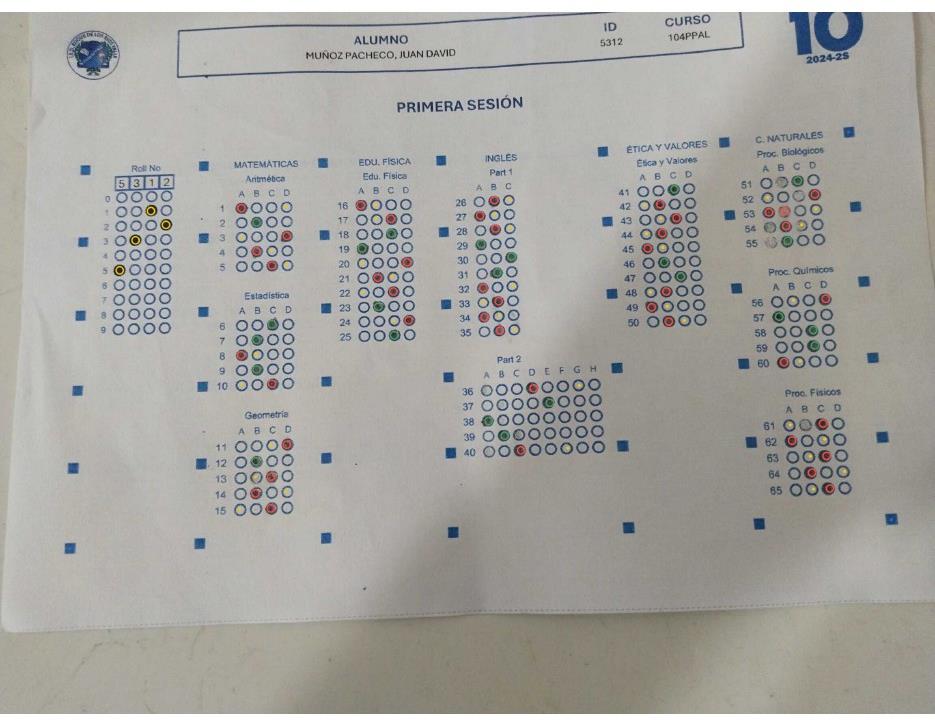 ALUMNO
MUÑOZ PACHECO, JUAN DAVID
ID
5312
CURSO
104PPAL
10
2024-2S
PRIMERA SESIÓN
Roll No
5 3 1 2
0
1
2
3
4
5
6
7
8
9
MATEMÁTICAS
Aritmética
A B C D
1
2
3
4
5
Estadística
A B C D
6
7
8
9
10
Geometría
A B C D
11
12
13
14
15
EDU. FÍSICA
Edu. Física
A B C D
16
17
18
19
20
21
22
23
24
25
INGLÉS
Part 1
A B C
26
27
28
29
30
31
32
33
34
35
Part 2
A B C D E F G H
36
37
38
39
40
ÉTICA Y VALORES
Ética y Valores
A B C D
41
42
43
44
45
46
47
48
49
50
C. NATURALES
Proc. Biológicos
A B C D
51
52
53
54
55
Proc. Químicos
A B C D
56
57
58
59
60
Proc. Físicos
A B C D
61
62
63
64
65